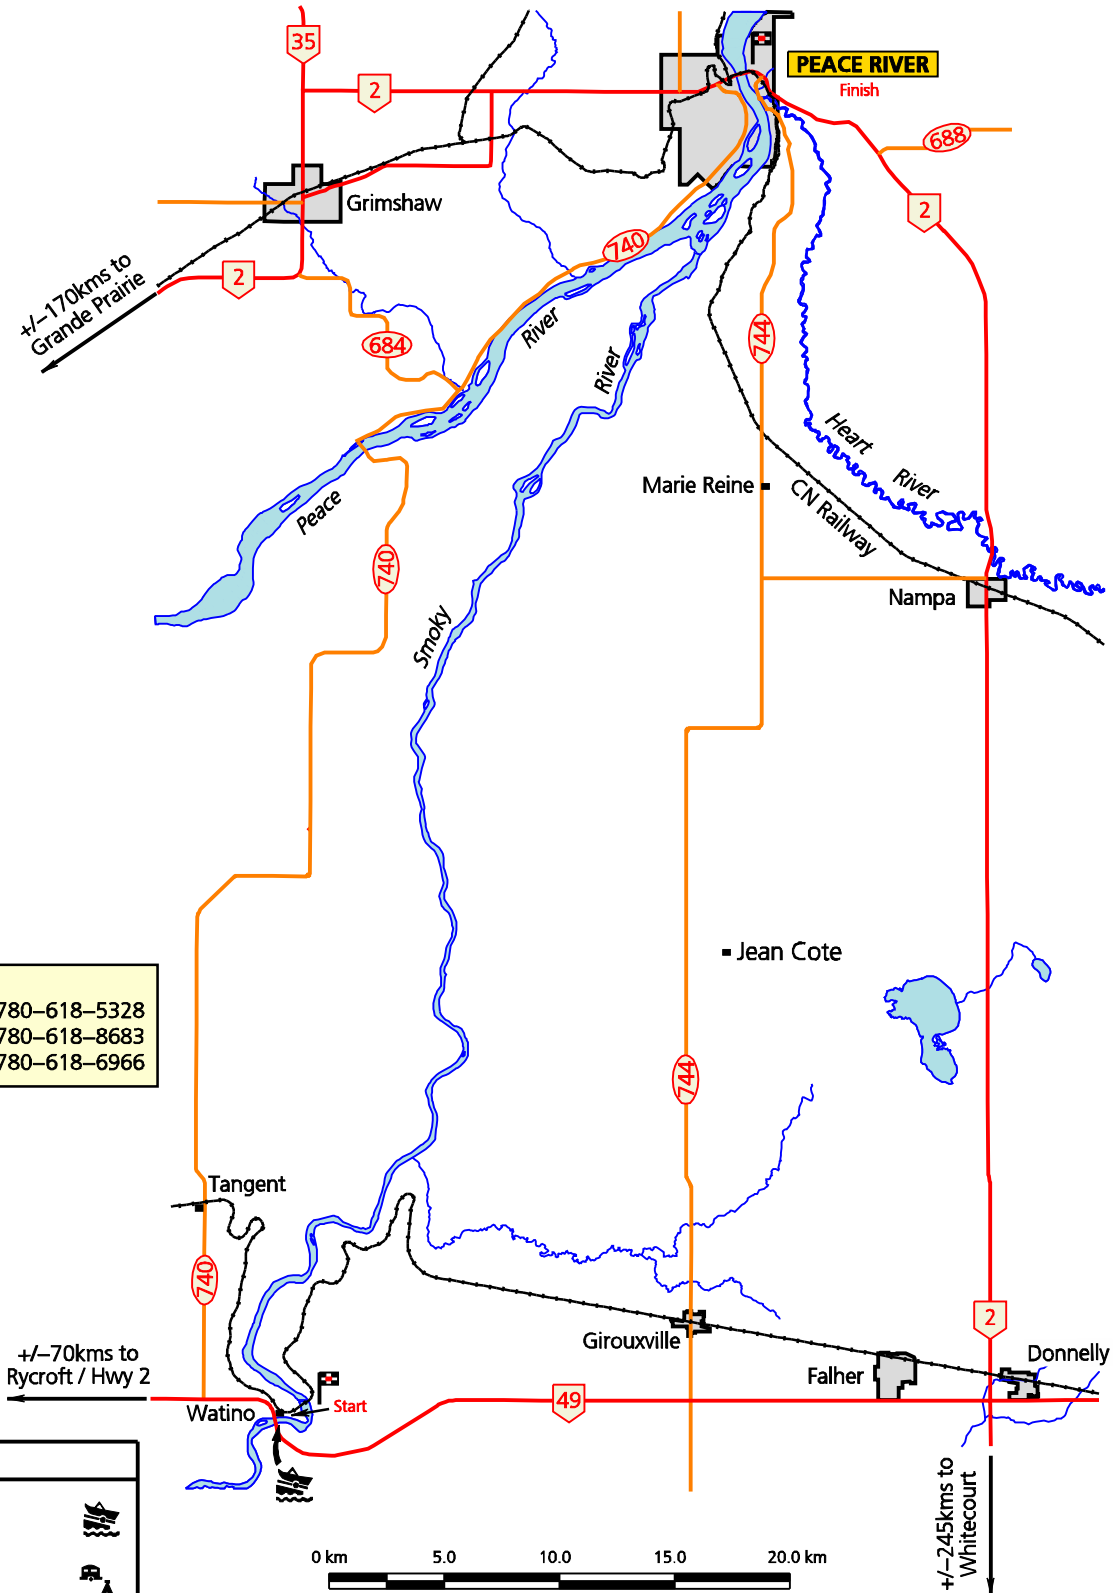 35
2
PEACE RIVER
Finish
688
Grimshaw
2
740
2
+/–170kms to
Grande Prairie
684
River
River
744
Heart
River
Marie Reine
CN Railway
Peace
740
Nampa
Smoky
Jean Cote
780–618–5328
780–618–8683
780–618–6966
744
Tangent
740
2
Girouxville
Donnelly
+/–70kms to
Rycroft / Hwy 2
Falher
Watino
Start
49
+/–245kms to
Whitecourt
0 km 5.0 10.0 15.0 20.0 km